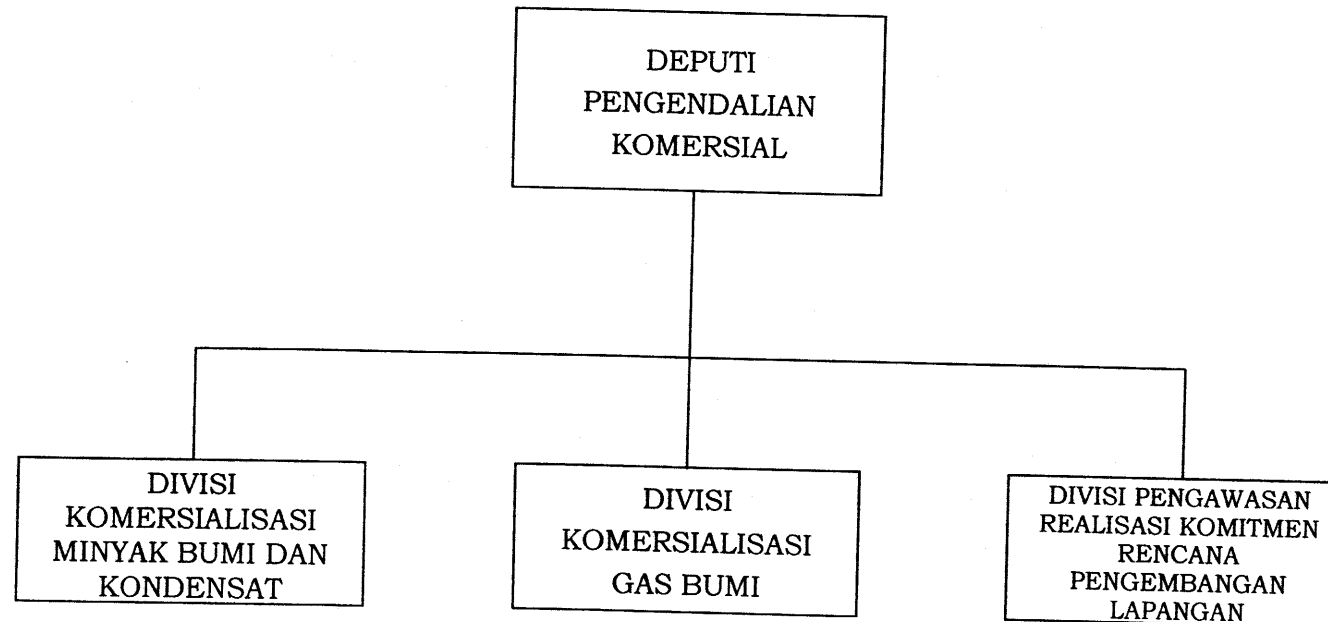 DEPUTI
PENGENDALIAN
KOMERSIAL
DIVISI
KOMERSIALISASI
MINYAK BUMI DAN
KONDENSAT
DIVISI
KOMERSIALISASI
GAS BUMI
DIVISI PENGAWASAN
REALISASI KOMITMEN
RENCANA
PENGEMBANGAN
LAPANGAN